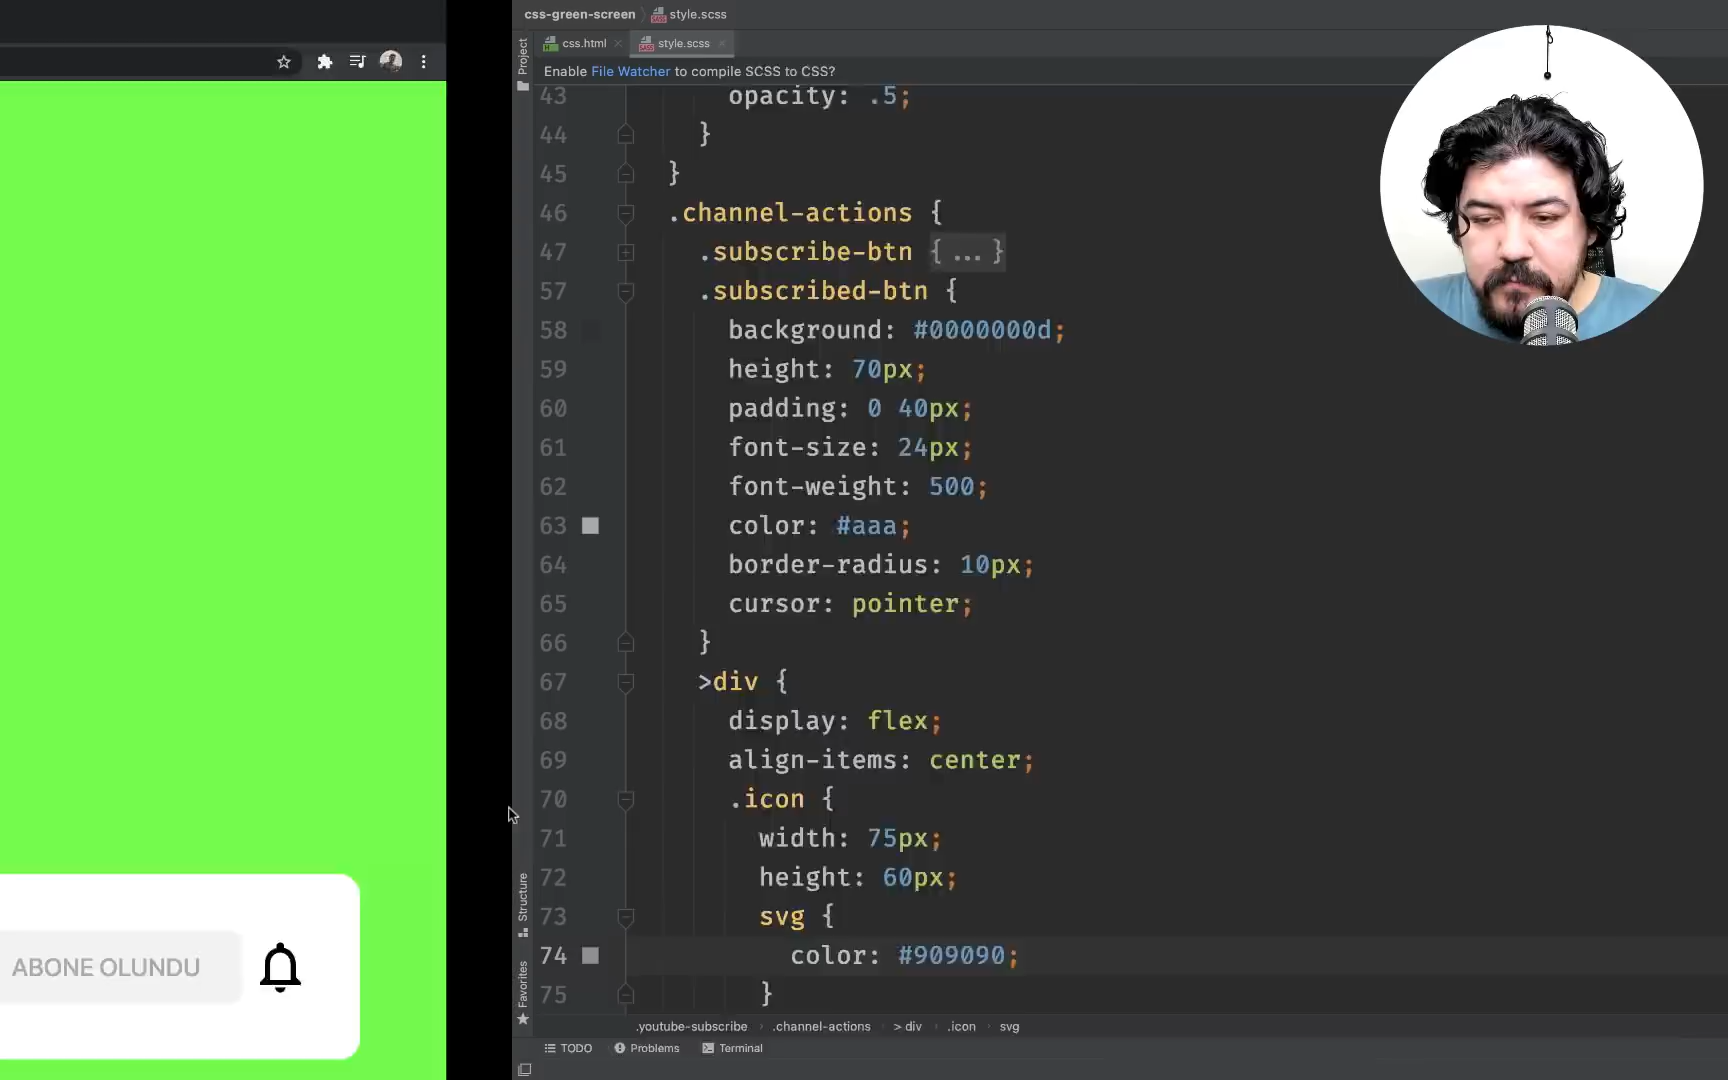 css-green-screen style.scss
css.html style.scss
Project
Enable File Watcher to compile SCSS to CSS?
43 opacity: .5;
44 }
45 }
46 .channel-actions {
47 .subscribe-btn {...}
57 .subscribed-btn {
58 background: #0000000d;
59 height: 70px;
60 padding: 0 40px;
61 font-size: 24px;
62 font-weight: 500;
63 color: #aaa;
64 border-radius: 10px;
65 cursor: pointer;
66 }
67 >div {
68 display: flex;
69 align-items: center;
70 .icon {
71 width: 75px;
72 height: 60px;
73 svg {
74 color: #909090;
75 }
Structure
Favorites
ABONE OLUNDU
.youtube-subscribe .channel-actions > div .icon svg
TODO Problems Terminal